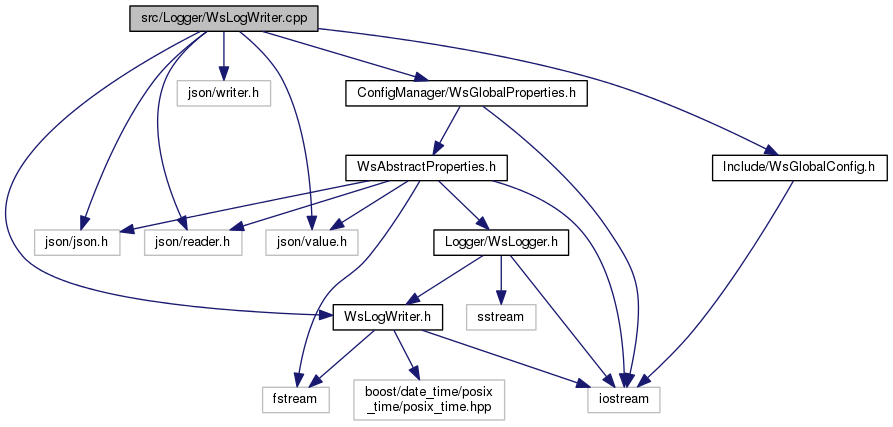 src/Logger/WsLogWriter.cpp
json/writer.h
ConfigManager/WsGlobalProperties.h
WsAbstractProperties.h
Include/WsGlobalConfig.h
json/json.h
json/reader.h
json/value.h
Logger/WsLogger.h
WsLogWriter.h
sstream
fstream
boost/date_time/posix
_time/posix_time.hpp
iostream